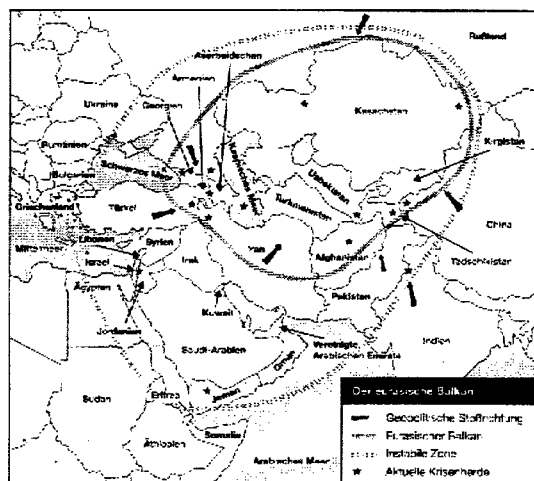 Rußland
Aserbaidschan
Armenien
Georgien
Ukraine
Kasachstan
Kirgistan
Rumänien
Schwarzes Meer
Bulgarien
Usbekistan
Turkmenistan
Griechenland
Türkei
China
Mittelmeer
Libanon
Syrien
Iran
Afghanistan
Tadschikistan
Israel
Irak
Ägypten
Pakistan
Kuwait
Jordanien
Vereinigte
Arabischen Emirate
Indien
Saudi-Arabien
Oman
Jemen
Sudan
Eritrea
Äthiopien
Somalia
Arabisches Meer
Der eurasische Balkan
Geopolitische Stoßrichtung
Eurasischer Balkan
Instabile Zone
Aktuelle Krisenherde